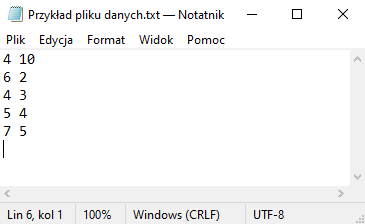 Przykład pliku danych.txt — Notatnik
Plik Edycja Format Widok Pomoc
4 10
6 2
4 3
5 4
7 5
Lin 6, kol 1 100% Windows (CRLF) UTF-8